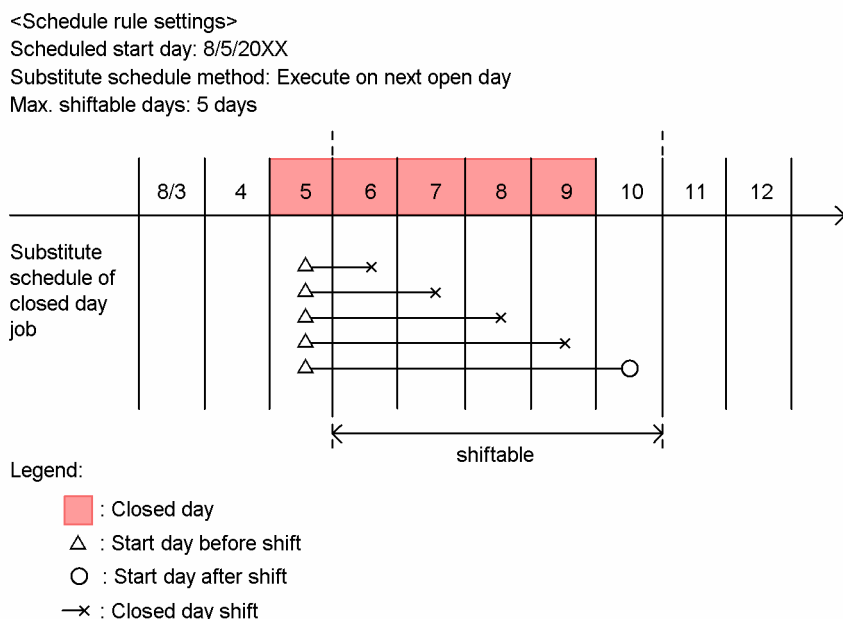 <Schedule rule settings>
Scheduled start day: 8/5/20XX
Substitute schedule method: Execute on next open day
Max. shiftable days: 5 days
8/3 4 5 6 7 8 9 10 11 12
Substitute
schedule of
closed day
job
shiftable
Legend:
: Closed day
: Start day before shift
: Start day after shift
: Closed day shift